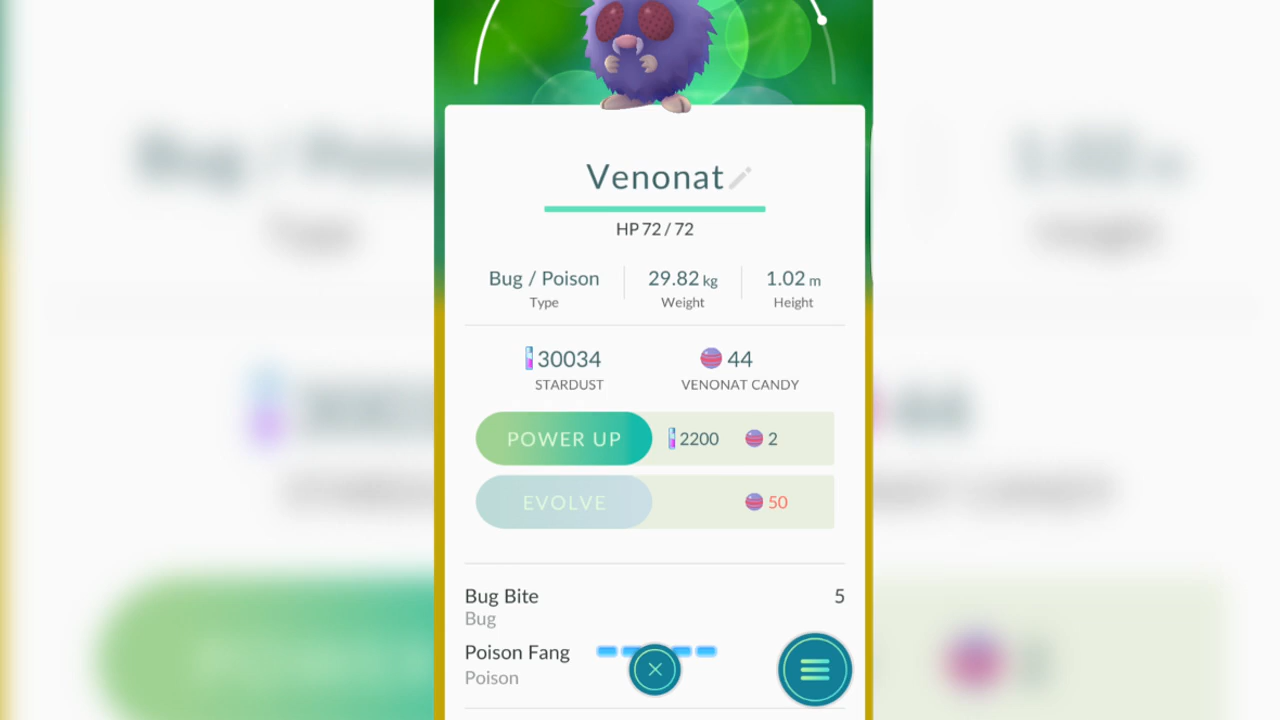 Venonat
HP 72 / 72
Bug / Poison 29.82 kg 1.02 m
Type Weight Height
30034 44
STARDUST VENONAT CANDY
POWER UP 2200 2
EVOLVE 50
Bug Bite 5
Bug
Poison Fang
Poison